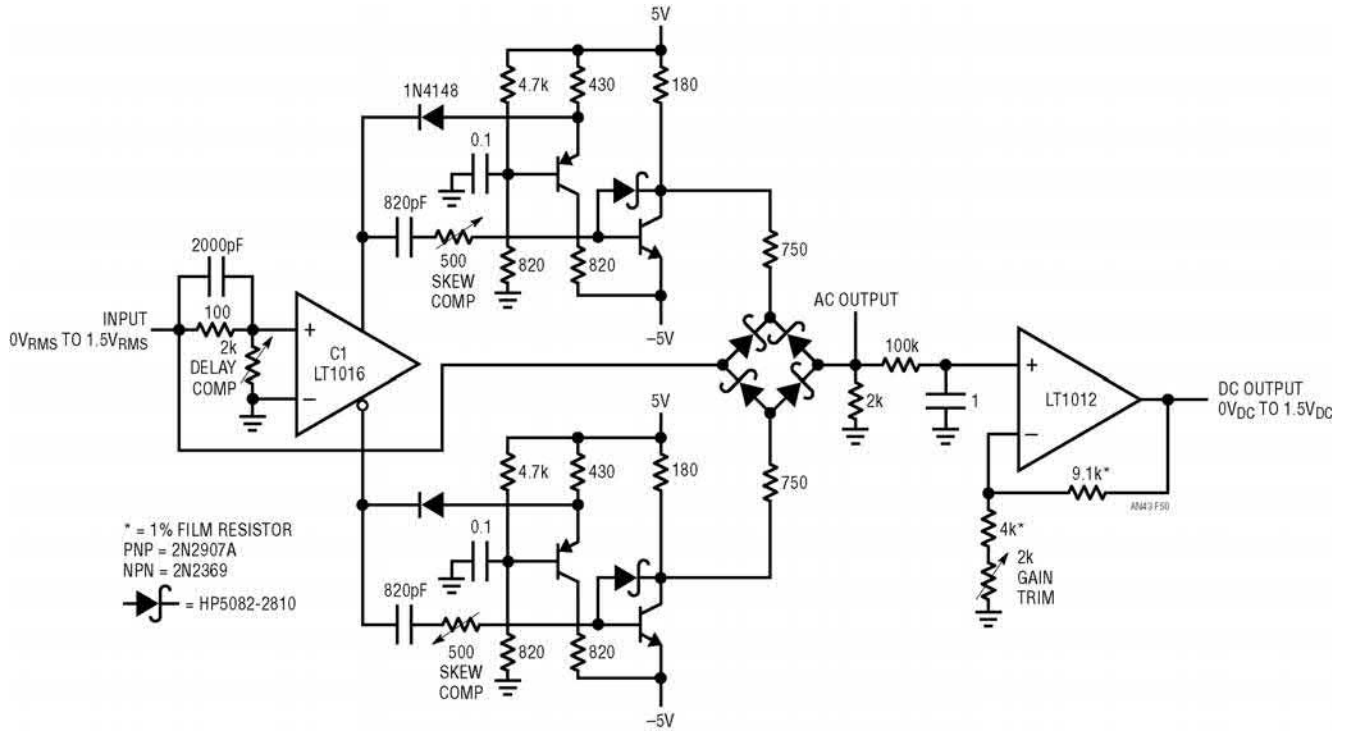 5V
4.7k
430
180
1N4148
0.1
820pF
500
SKEW
COMP
820
820
750
-5V
2000pF
100
INPUT
0VRMS TO 1.5VRMS
2k
DELAY
COMP
+
C1
LT1016
–
AC OUTPUT
100k
2k
1
+
LT1012
–
DC OUTPUT
0VDC TO 1.5VDC
9.1k*
AN43 F50
4k*
2k
GAIN
TRIM
5V
4.7k
430
180
750
0.1
820pF
500
SKEW
COMP
820
820
–5V
* = 1% FILM RESISTOR
PNP = 2N2907A
NPN = 2N2369
= HP5082-2810